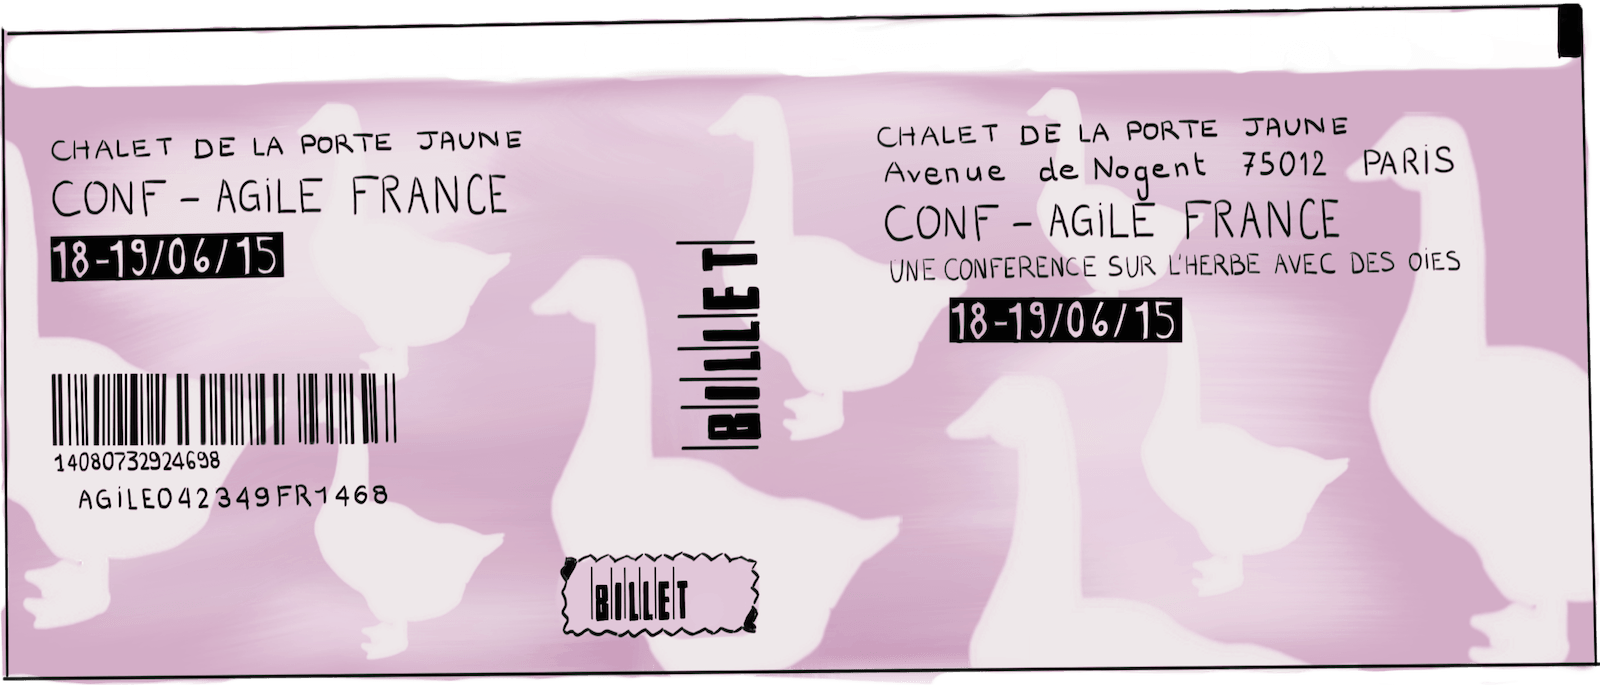 CHALET DE LA PORTE JAUNE
CONF - AGiLE FRANCE
18-19/06/15
14080732924698
AGiLE042349FR1468
BILLET
BILLET
CHALET DE LA PORTE JAUNE
Avenue de Nogent 75012 PARiS
CONF - AGiLE FRANCE
UNE CONFERENCE SUR L'HERBE AVEC DES OiES
18-19/06/15